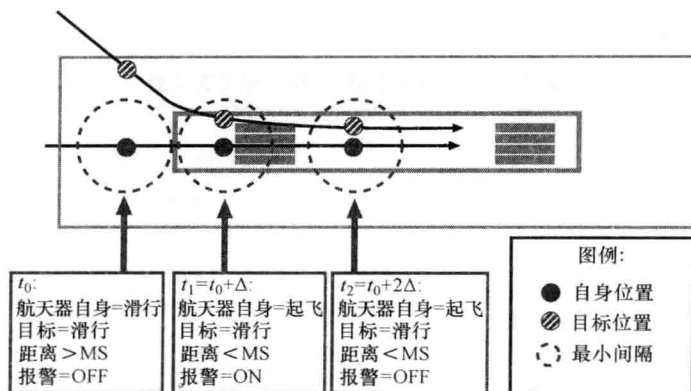 t₀:
航天器自身=滑行
目标=滑行
距离>MS
报警=OFF
t₁=t₀+Δ:
航天器自身=起飞
目标=滑行
距离<MS
报警=ON
t₂=t₀+2Δ:
航天器自身=起飞
目标=滑行
距离<MS
报警=OFF
图例:
自身位置
目标位置
最小间隔